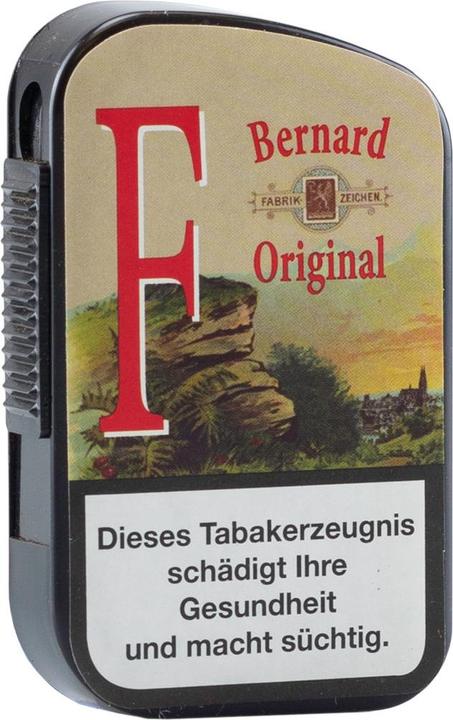 F
Bernard
FABRIK- ZEICHEN.
Original
Dieses Tabakerzeugnis
schädigt Ihre
Gesundheit
und macht süchtig.